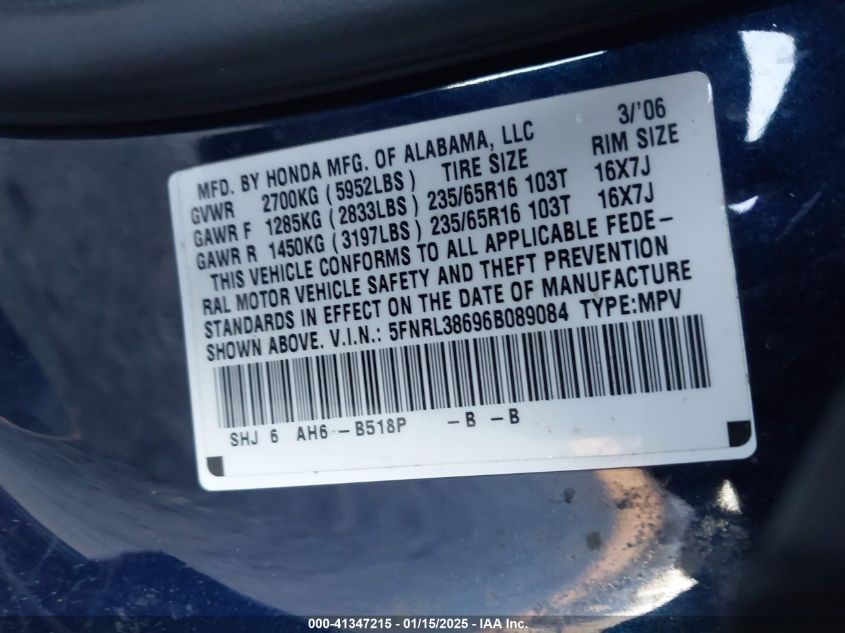 3/'06
MFD. BY HONDA MFG. OF ALABAMA, LLC
TIRE SIZE RIM SIZE
GVWR 2700KG (5952LBS)
GAWR F 1285KG (2833LBS) 235/65R16 103T 16X7J
GAWR R 1450KG (3197LBS) 235/65R16 103T 16X7J
THIS VEHICLE CONFORMS TO ALL APPLICABLE FEDE-
RAL MOTOR VEHICLE SAFETY AND THEFT PREVENTION
STANDARDS IN EFFECT ON THE DATE OF MANUFACTURE
SHOWN ABOVE. V.I.N.: 5FNRL38696B089084 TYPE:MPV
SHJ 6 AH6 - B518P - B - B
000-41347215 - 01/15/2025 - IAA Inc.